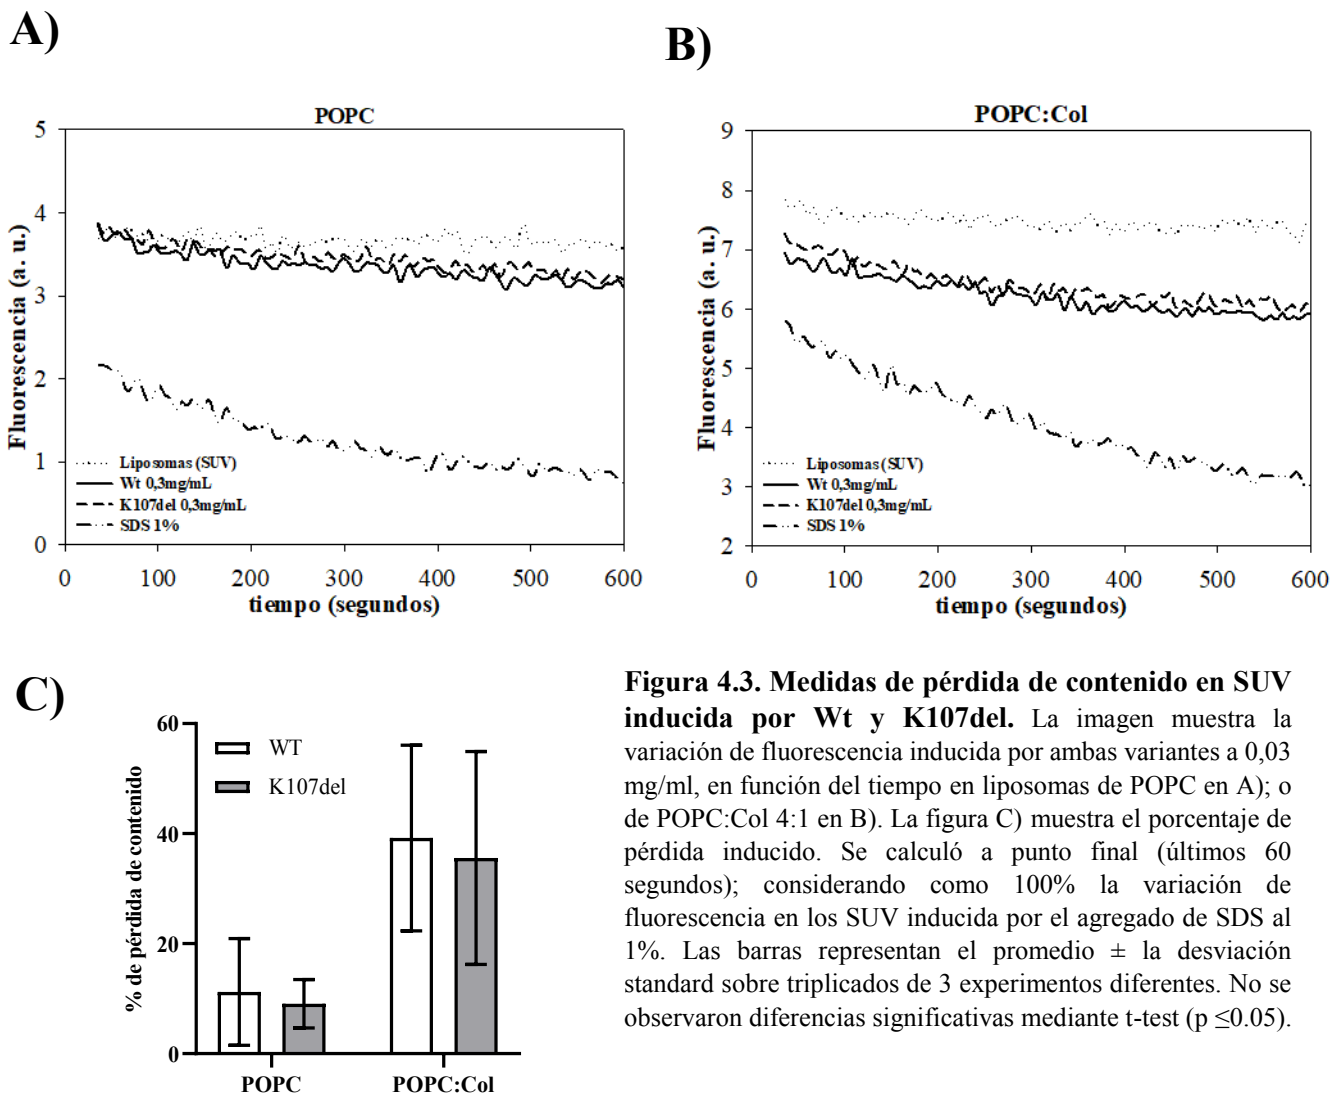 A)
B)
POPC
5
4
3
2
1
0
Fluorescencia (a. u.)
Liposomas (SUV)
Wt 0,3mg/mL
K107del 0,3mg/mL
SDS 1%
0 100 200 300 400 500 600
tiempo (segundos)
POPC:Col
9
8
7
6
5
4
3
2
Fluorescencia (a. u.)
Liposomas (SUV)
Wt 0,3mg/mL
K107del 0,3mg/mL
SDS 1%
0 100 200 300 400 500 600
tiempo (segundos)
C)
60
40
20
0
% de pérdida de contenido
WT
K107del
POPC POPC:Col
Figura 4.3. Medidas de pérdida de contenido en SUV
inducida por Wt y K107del. La imagen muestra la
variación de fluorescencia inducida por ambas variantes a 0,03
mg/ml, en función del tiempo en liposomas de POPC en A); o
de POPC:Col 4:1 en B). La figura C) muestra el porcentaje de
pérdida inducido. Se calculó a punto final (últimos 60
segundos); considerando como 100% la variación de
fluorescencia en los SUV inducida por el agregado de SDS al
1%. Las barras representan el promedio ± la desviación
standard sobre triplicados de 3 experimentos diferentes. No se
observaron diferencias significativas mediante t-test (p ≤0.05).